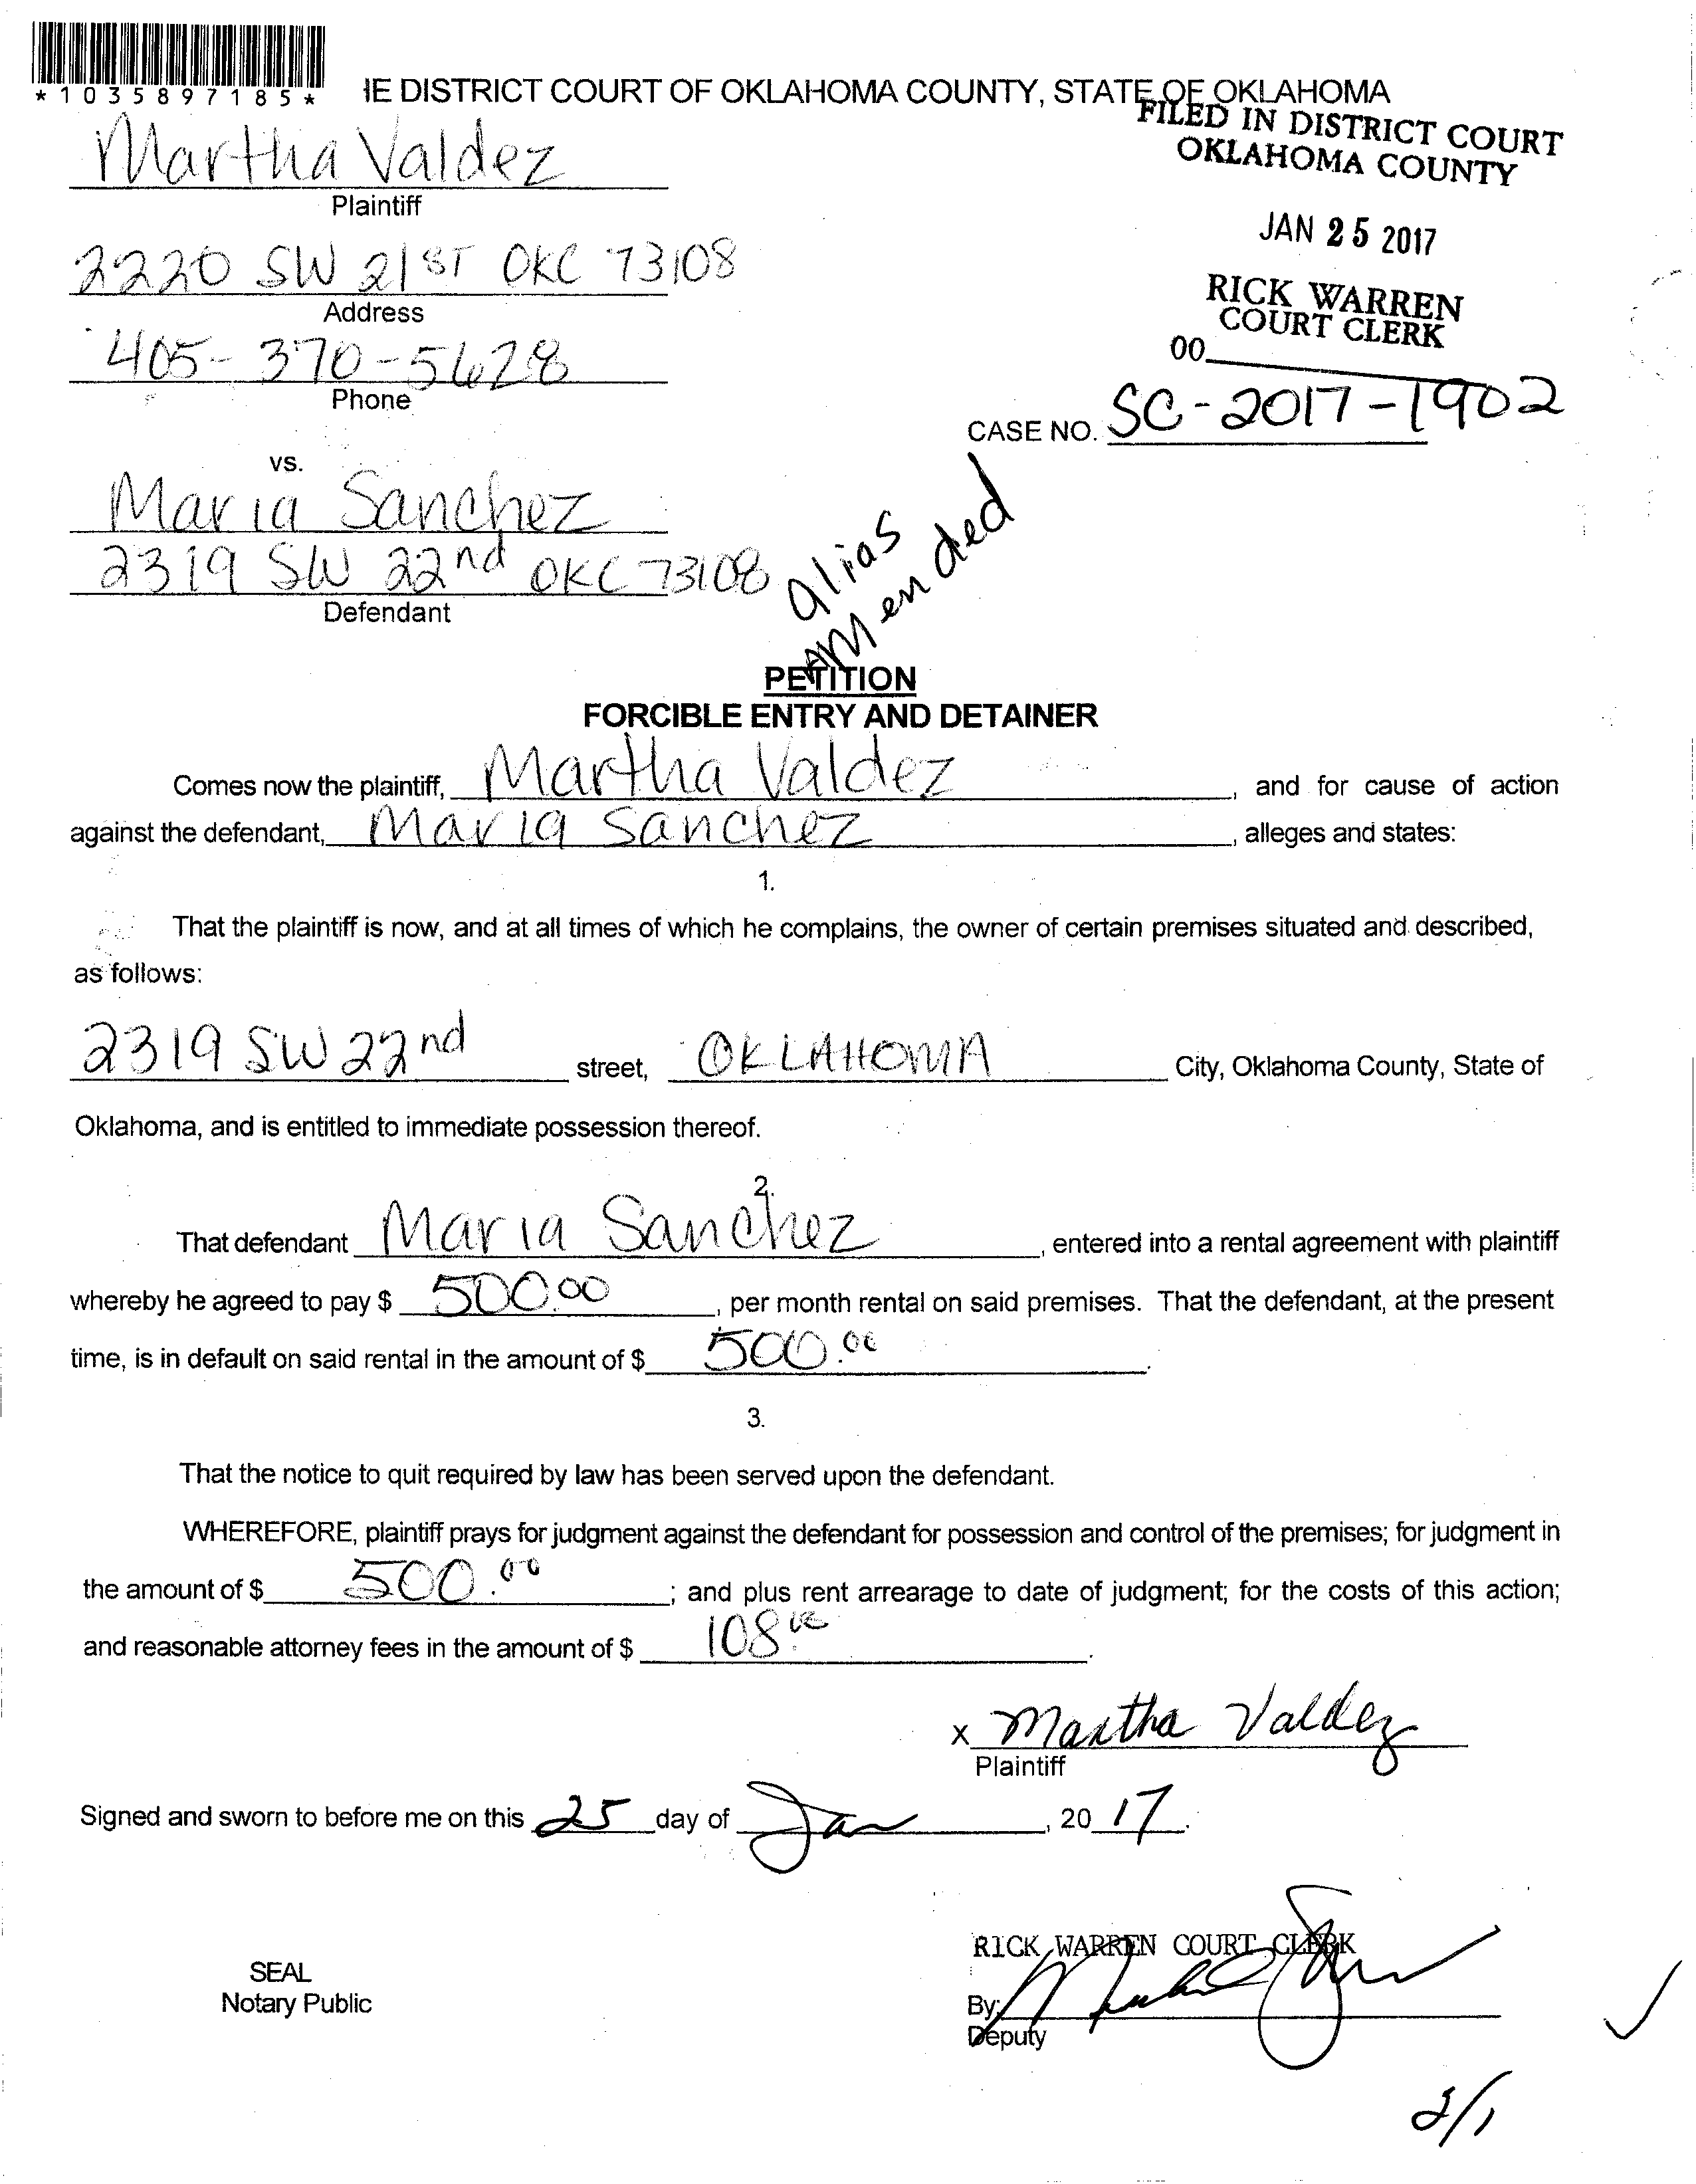 *1035897185*
IE DISTRICT COURT OF OKLAHOMA COUNTY, STATE OF OKLAHOMA
FILED IN DISTRICT COURT
OKLAHOMA COUNTY
JAN 25 2017
RICK WARREN
COURT CLERK
00
Martha Valdez
Plaintiff
2220 SW 21ST OKC 73108
Address
405-370-5628
Phone
CASE NO. SC-2017-1902
vs.
Maria Sanchez
2319 SW 22nd OKC 73108
Defendant
alias
Amended
PETITION
FORCIBLE ENTRY AND DETAINER
Comes now the plaintiff, Martha Valdez, and for cause of action
against the defendant, Maria Sanchez, alleges and states:
1.
That the plaintiff is now, and at all times of which he complains, the owner of certain premises situated and described,
as follows:
2319 SW 22nd street, OKLAHOMA City, Oklahoma County, State of
Oklahoma, and is entitled to immediate possession thereof.
2.
That defendant Maria Sanchez, entered into a rental agreement with plaintiff
whereby he agreed to pay $ 500.00, per month rental on said premises. That the defendant, at the present
time, is in default on said rental in the amount of $ 500.00.
3.
That the notice to quit required by law has been served upon the defendant.
WHEREFORE, plaintiff prays for judgment against the defendant for possession and control of the premises; for judgment in
the amount of $ 500.00; and plus rent arrearage to date of judgment; for the costs of this action;
and reasonable attorney fees in the amount of $ 108.00.
x Martha Valdez
Plaintiff
Signed and sworn to before me on this 25 day of Jan, 20 17.
RICK WARREN COURT CLERK
SEAL
Notary Public
By:
Deputy
2/1